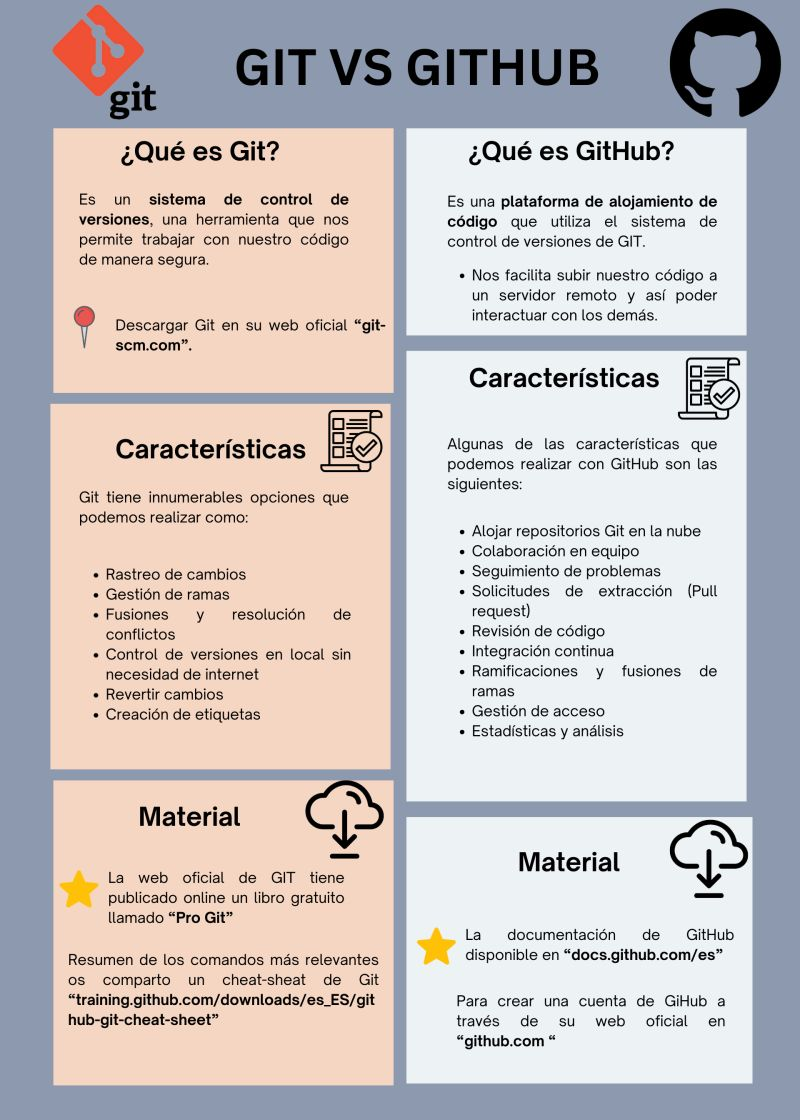 git
GIT VS GITHUB
¿Qué es Git?
Es un sistema de control de
versiones, una herramienta que nos
permite trabajar con nuestro código
de manera segura.
Descargar Git en su web oficial “git-
scm.com”.
Características
Git tiene innumerables opciones que
podemos realizar como:
• Rastreo de cambios
• Gestión de ramas
• Fusiones y resolución de
conflictos
• Control de versiones en local sin
necesidad de internet
• Revertir cambios
• Creación de etiquetas
Material
La web oficial de GIT tiene
publicado online un libro gratuito
llamado “Pro Git”
Resumen de los comandos más relevantes
os comparto un cheat-sheat de Git
“training.github.com/downloads/es_ES/git
hub-git-cheat-sheet”
¿Qué es GitHub?
Es una plataforma de alojamiento de
código que utiliza el sistema de
control de versiones de GIT.
• Nos facilita subir nuestro código a
un servidor remoto y así poder
interactuar con los demás.
Características
Algunas de las características que
podemos realizar con GitHub son las
siguientes:
• Alojar repositorios Git en la nube
• Colaboración en equipo
• Seguimiento de problemas
• Solicitudes de extracción (Pull
request)
• Revisión de código
• Integración continua
• Ramificaciones y fusiones de
ramas
• Gestión de acceso
• Estadísticas y análisis
Material
La documentación de GitHub
disponible en “docs.github.com/es”
Para crear una cuenta de GiHub a
través de su web oficial en
“github.com “